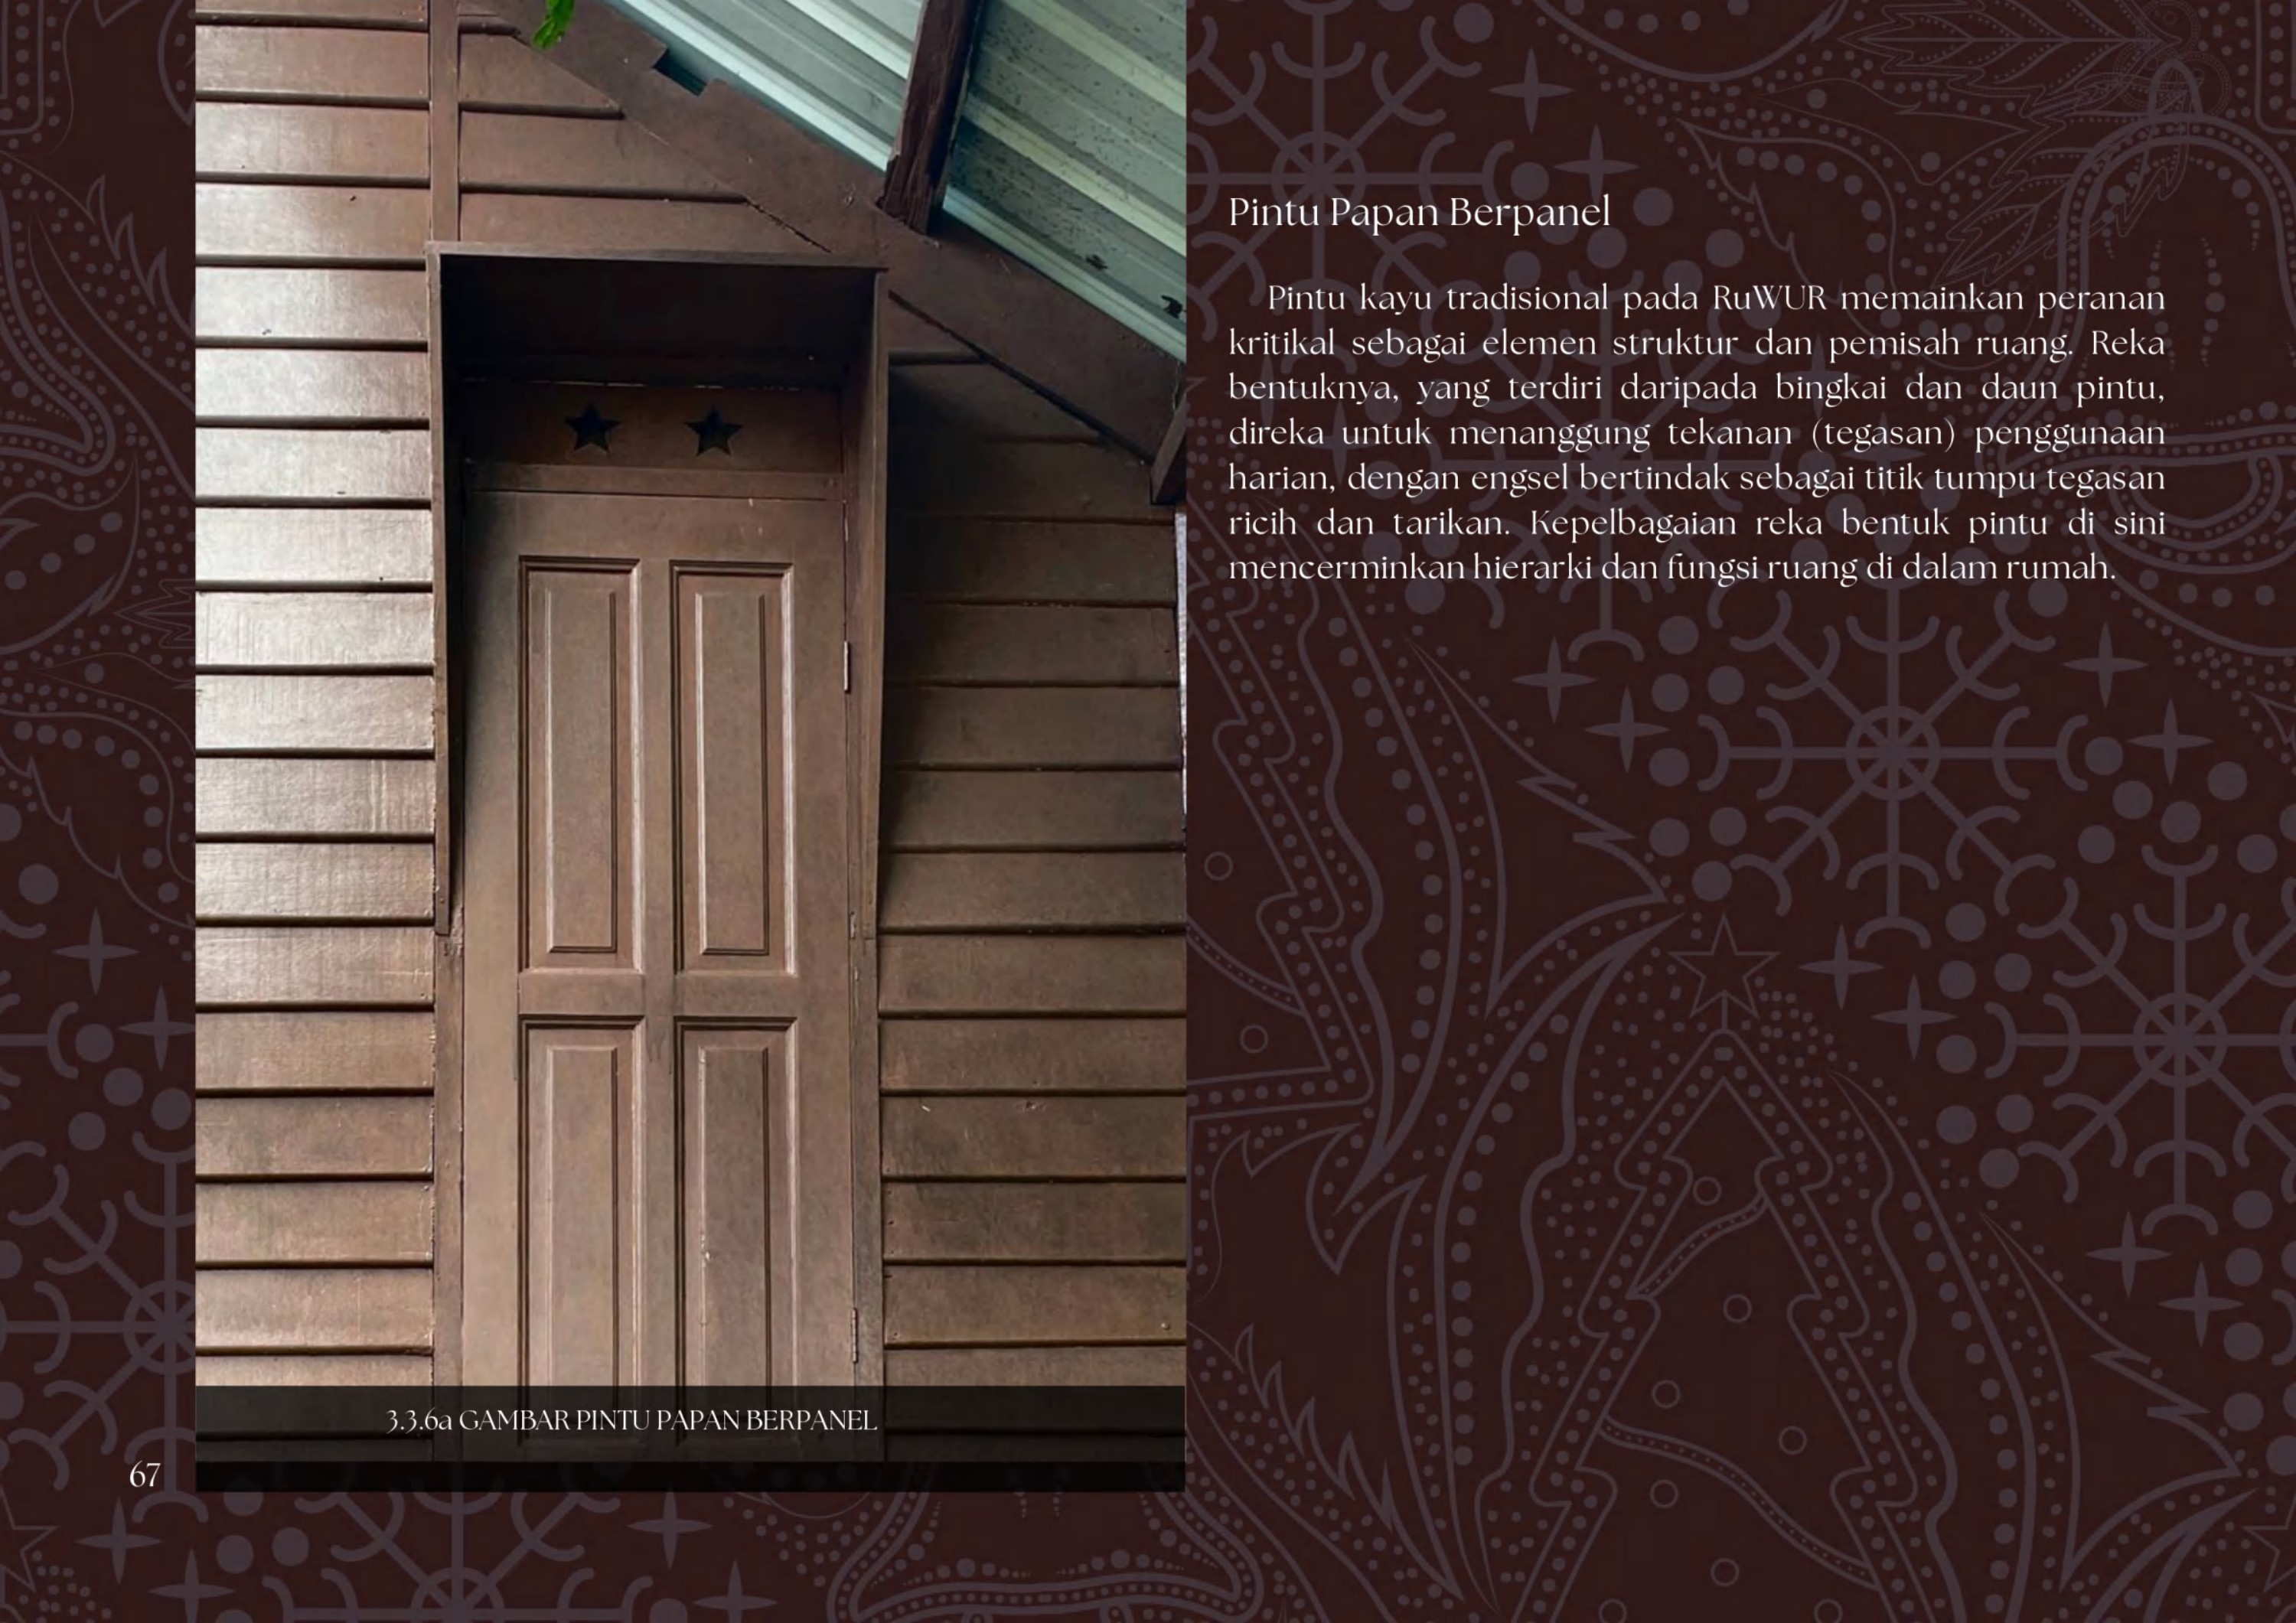 Pintu Papan Berpanel
Pintu kayu tradisional pada RuWUR memainkan peranan
kritikal sebagai elemen struktur dan pemisah ruang. Reka
bentuknya, yang terdiri daripada bingkai dan daun pintu,
direka untuk menanggung tekanan (tegasan) penggunaan
harian, dengan engsel bertindak sebagai titik tumpu tegasan
ricih dan tarikan. Kepelbagaian reka bentuk pintu di sini
mencerminkan hierarki dan fungsi ruang di dalam rumah.
3.3.6a GAMBAR PINTU PAPAN BERPANEL
67